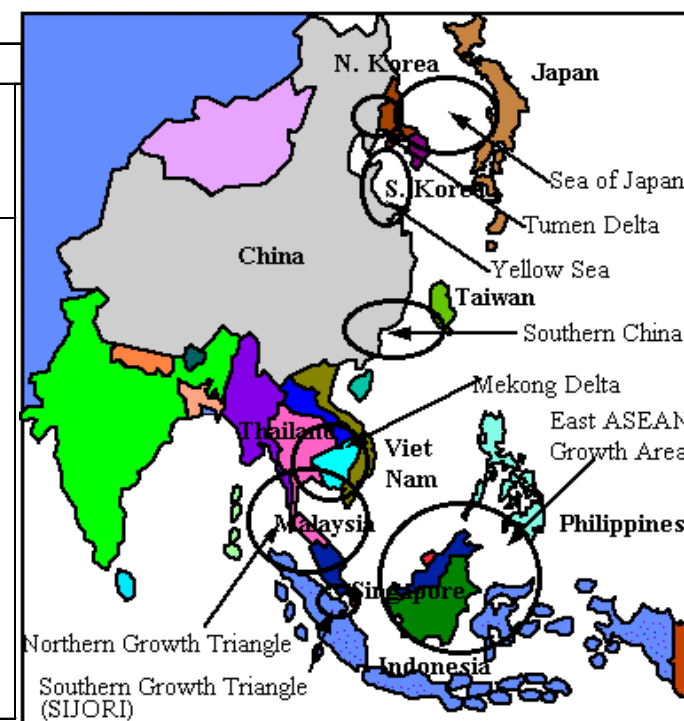 N. Korea
Japan
Sea of Japan
S. Korea
Tumen Delta
China
Yellow Sea
Taiwan
Southern China
Mekong Delta
East ASEAN
Growth Area
Thailand
Viet
Nam
Malaysia
Philippines
Singapore
Northern Growth Triangle
Indonesia
Southern Growth Triangle
(SIJORI)